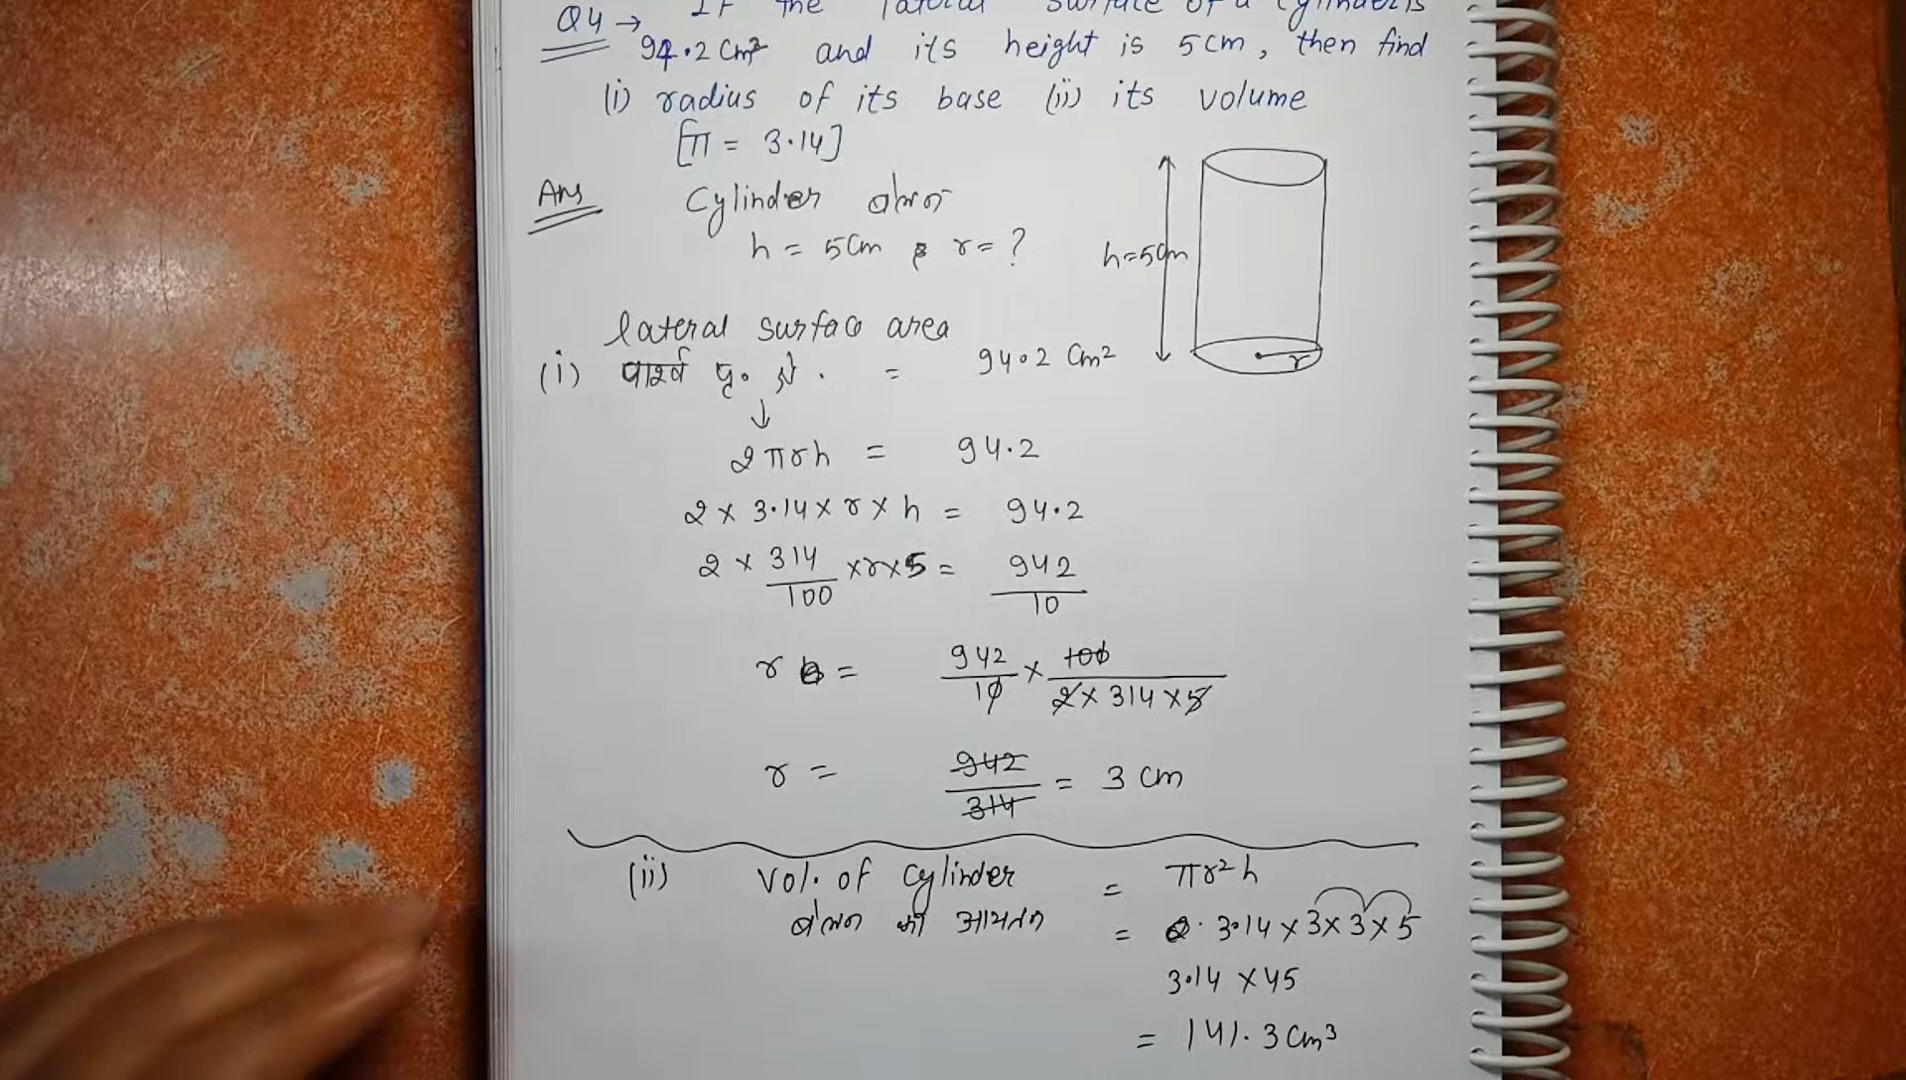 Q4 → If the lateral surface of a cylinder is
94.2 Cm² and its height is 5cm, then find
(i) radius of its base (ii) its volume
[π = 3.14]
Ans Cylinder बेलन
h = 5Cm r = ?
h=5cm
r
lateral surface area
(i) पार्श्व पृ. क्षे. = 94.2 Cm²
↓
2πrh = 94.2
2 × 3.14 × r × h = 94.2
2 × 314/100 × r × 5 = 942/10
r = 942/10 × 100/2 × 314 × 5
r = 942/314 = 3 cm
(ii) Vol. of Cylinder = πr²h
बेलन का आयतन = 3.14 × 3 × 3 × 5
3.14 × 45
= 141.3 Cm³